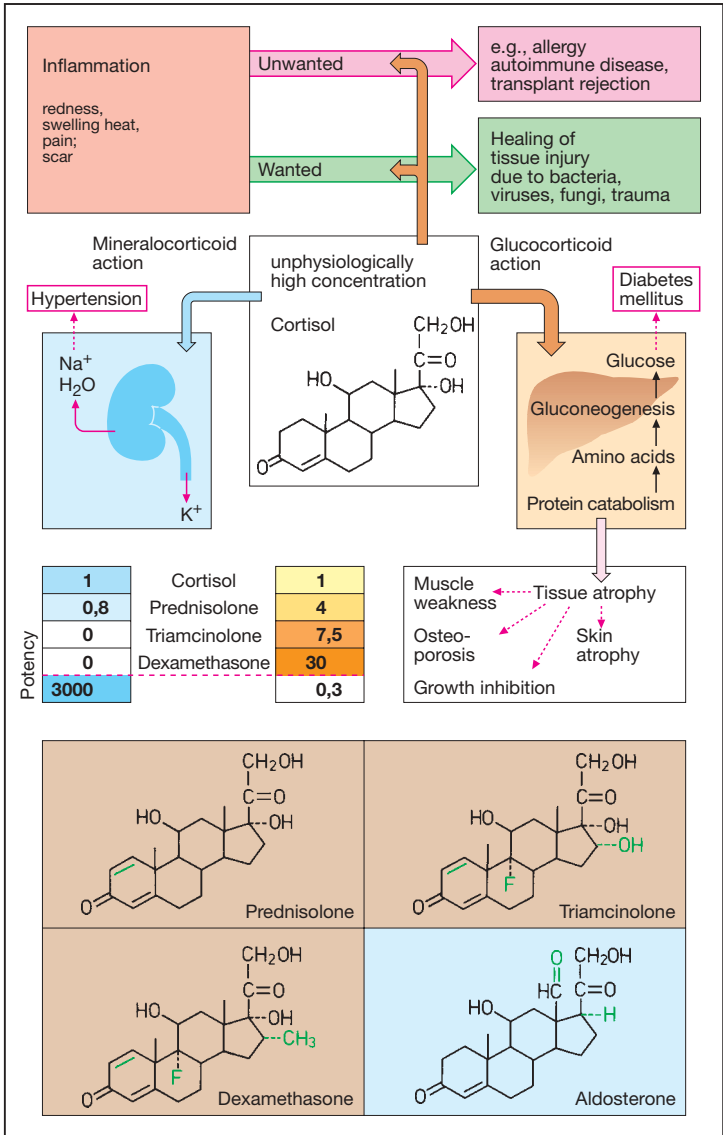 Inflammation
redness,
swelling heat,
pain;
scar
Unwanted
e.g., allergy
autoimmune disease,
transplant rejection
Wanted
Healing of
tissue injury
due to bacteria,
viruses, fungi, trauma
Mineralocorticoid
action
unphysiologically
high concentration
Cortisol
Glucocorticoid
action
Hypertension
Diabetes
mellitus
Na+
H2O
K+
CH2OH
C=O
HO
OH
O
Glucose
Gluconeogenesis
Amino acids
Protein catabolism
Potency
1 Cortisol 1
0,8 Prednisolone 4
0 Triamcinolone 7,5
0 Dexamethasone 30
3000 0,3
Muscle
weakness
Tissue atrophy
Osteo-
porosis
Skin
atrophy
Growth inhibition
CH2OH
C=O
HO
OH
O
Prednisolone
CH2OH
C=O
HO
OH
OH
F
O
Triamcinolone
CH2OH
C=O
HO
OH
CH3
F
O
Dexamethasone
O
CH2OH
HC
C=O
HO
H
O
Aldosterone